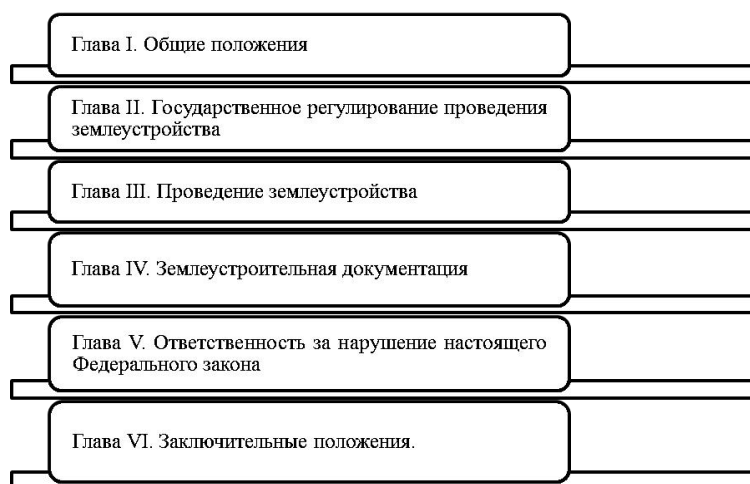 Глава I. Общие положения
Глава II. Государственное регулирование проведения
землеустройства
Глава III. Проведение землеустройства
Глава IV. Землеустроительная документация
Глава V. Ответственность за нарушение настоящего
Федерального закона
Глава VI. Заключительные положения.